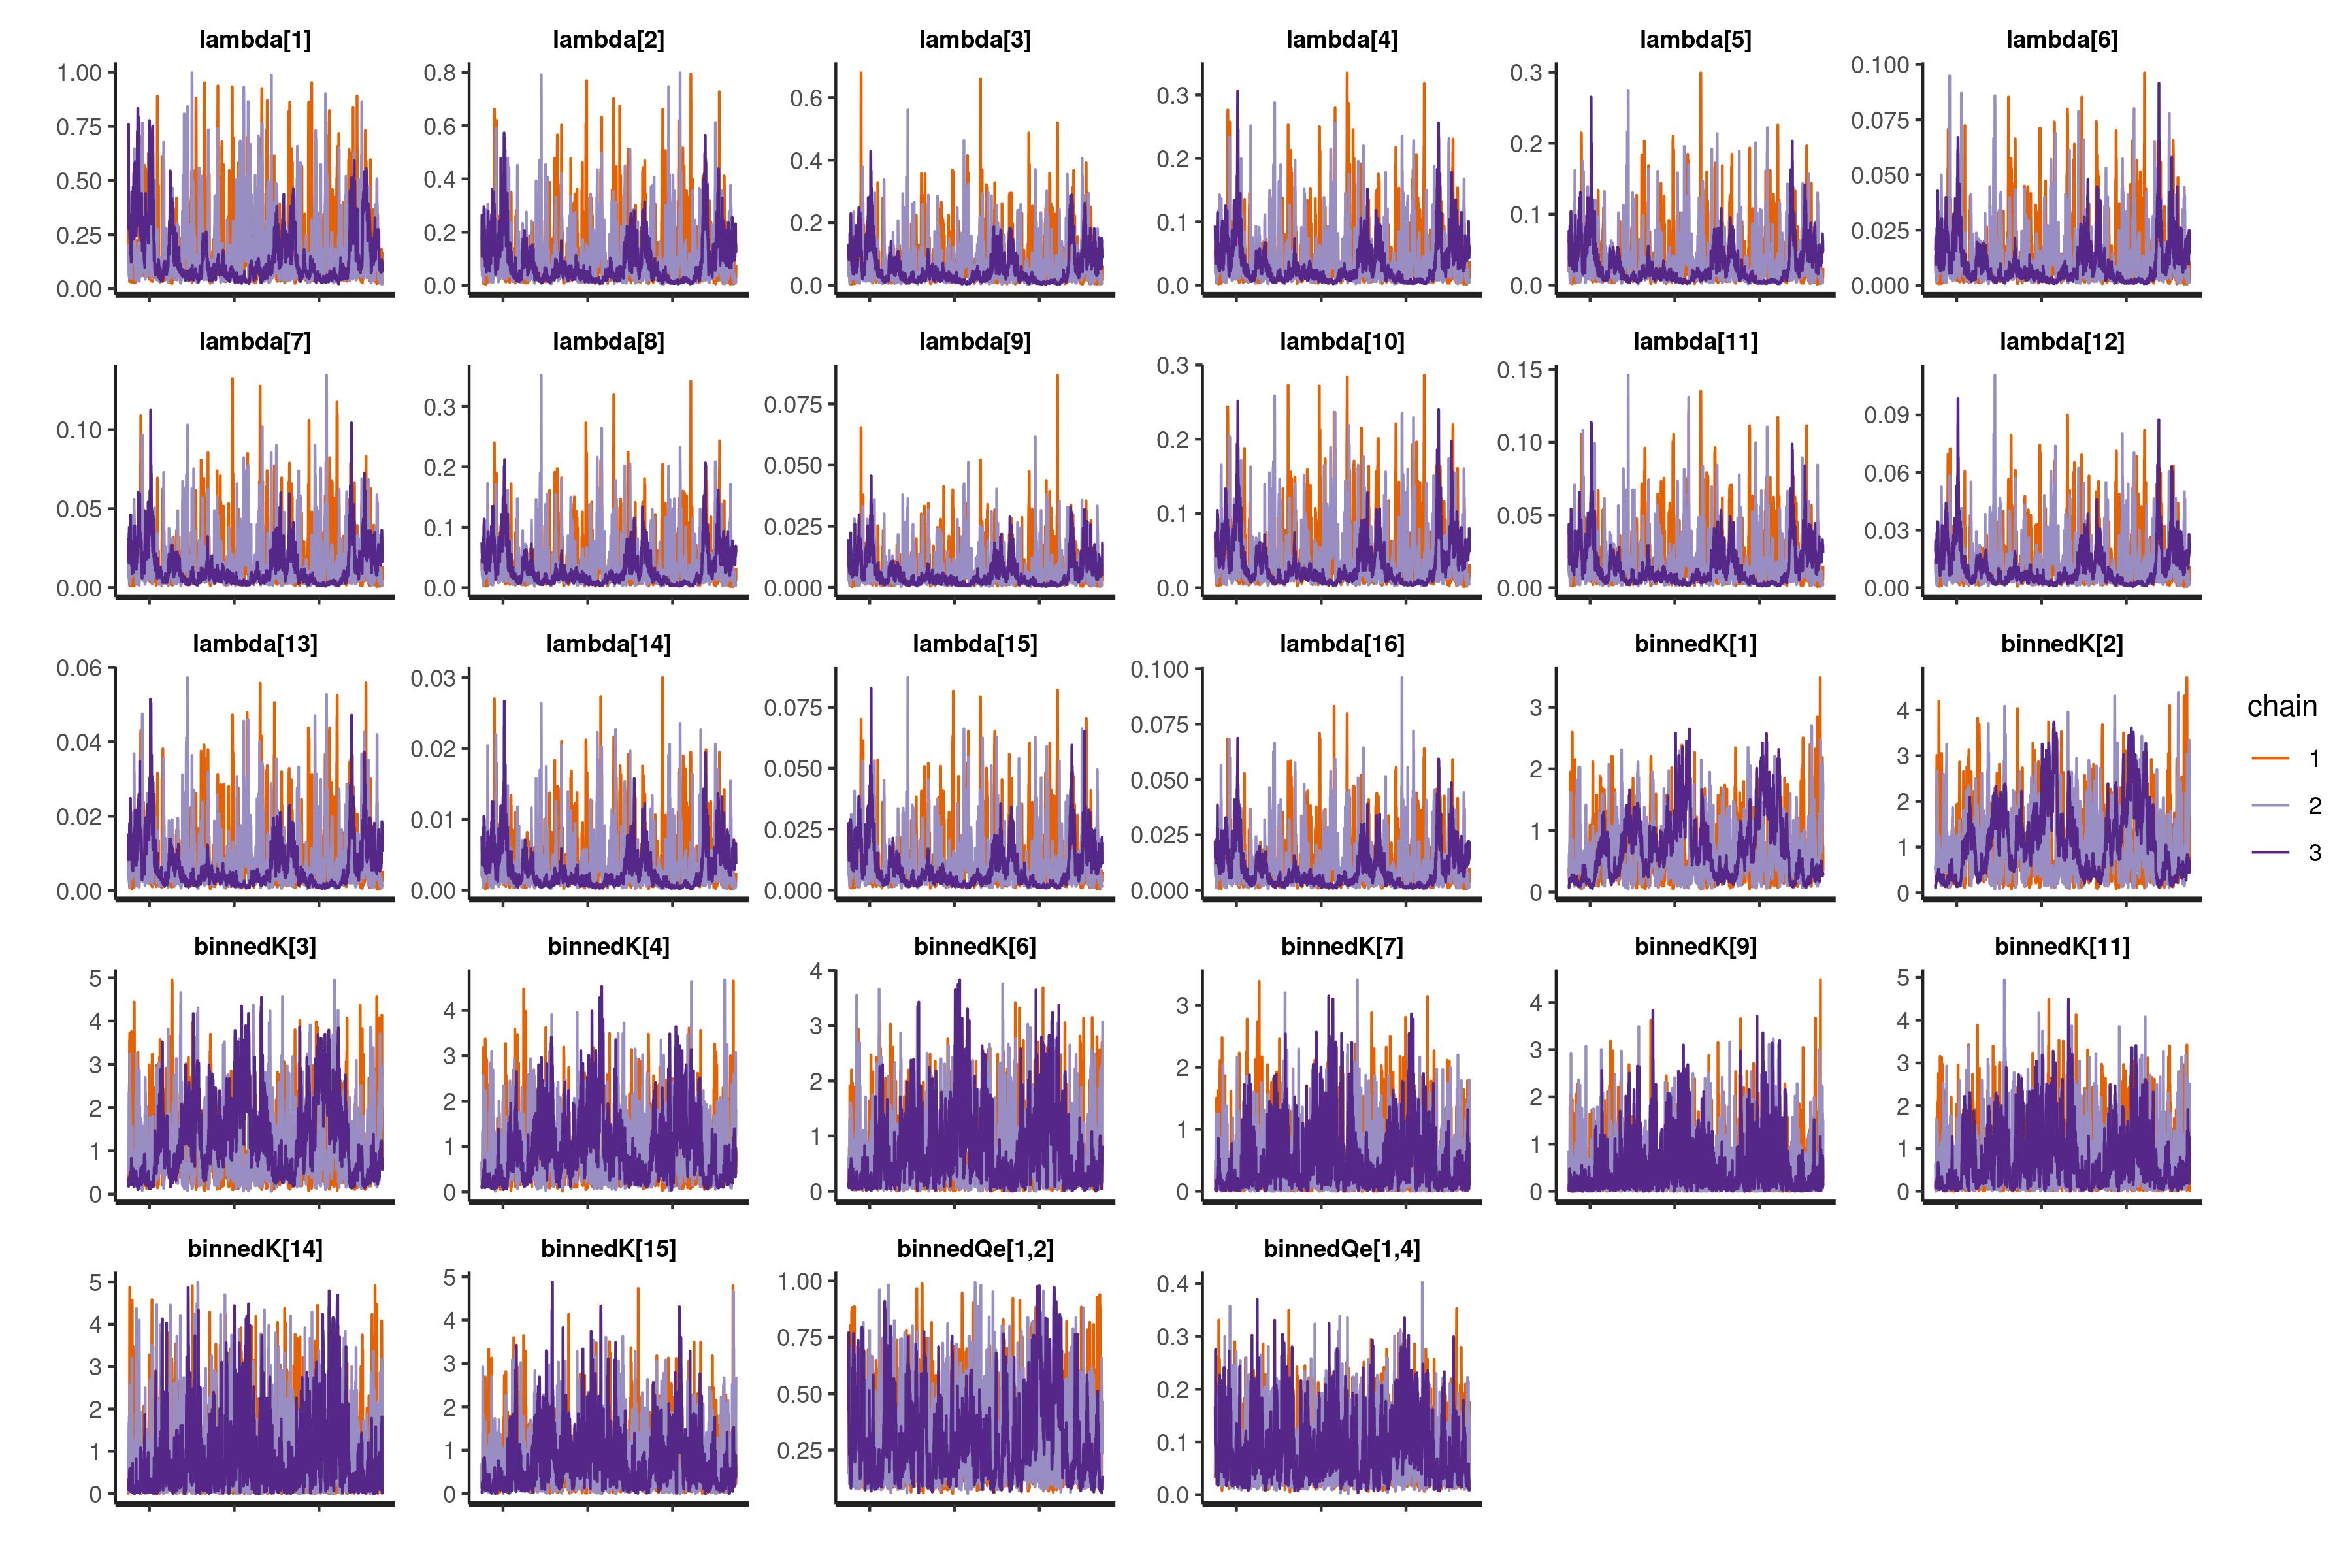 lambda[1] lambda[2] lambda[3] lambda[4] lambda[5] lambda[6]
1.00 0.8 0.6 0.3 0.3 0.100
0.75 0.6 0.4 0.2 0.2 0.075
0.50 0.4 0.2 0.1 0.1 0.050
0.25 0.2 0.0 0.0 0.0 0.025
0.00 0.0 0.000
lambda[7] lambda[8] lambda[9] lambda[10] lambda[11] lambda[12]
0.10 0.3 0.075 0.3 0.15 0.09
0.05 0.2 0.050 0.2 0.10 0.06
0.00 0.1 0.025 0.1 0.05 0.03
0.0 0.000 0.0 0.00 0.00
lambda[13] lambda[14] lambda[15] lambda[16] binnedK[1] binnedK[2]
0.06 0.03 0.075 0.100 3 4
0.04 0.02 0.050 0.075 2 3
0.02 0.01 0.025 0.050 1 2
0.00 0.00 0.000 0.025 0 1
0.000 0
chain
1
2
3
binnedK[3] binnedK[4] binnedK[6] binnedK[7] binnedK[9] binnedK[11]
5 4 4 3 4 5
4 3 3 2 3 4
3 2 2 1 2 3
2 1 1 0 1 2
1 0 0 0 1
0 0
binnedK[14] binnedK[15] binnedQe[1,2] binnedQe[1,4]
5 5 1.00 0.4
4 4 0.75 0.3
3 3 0.50 0.2
2 2 0.25 0.1
1 1 0.0
0 0